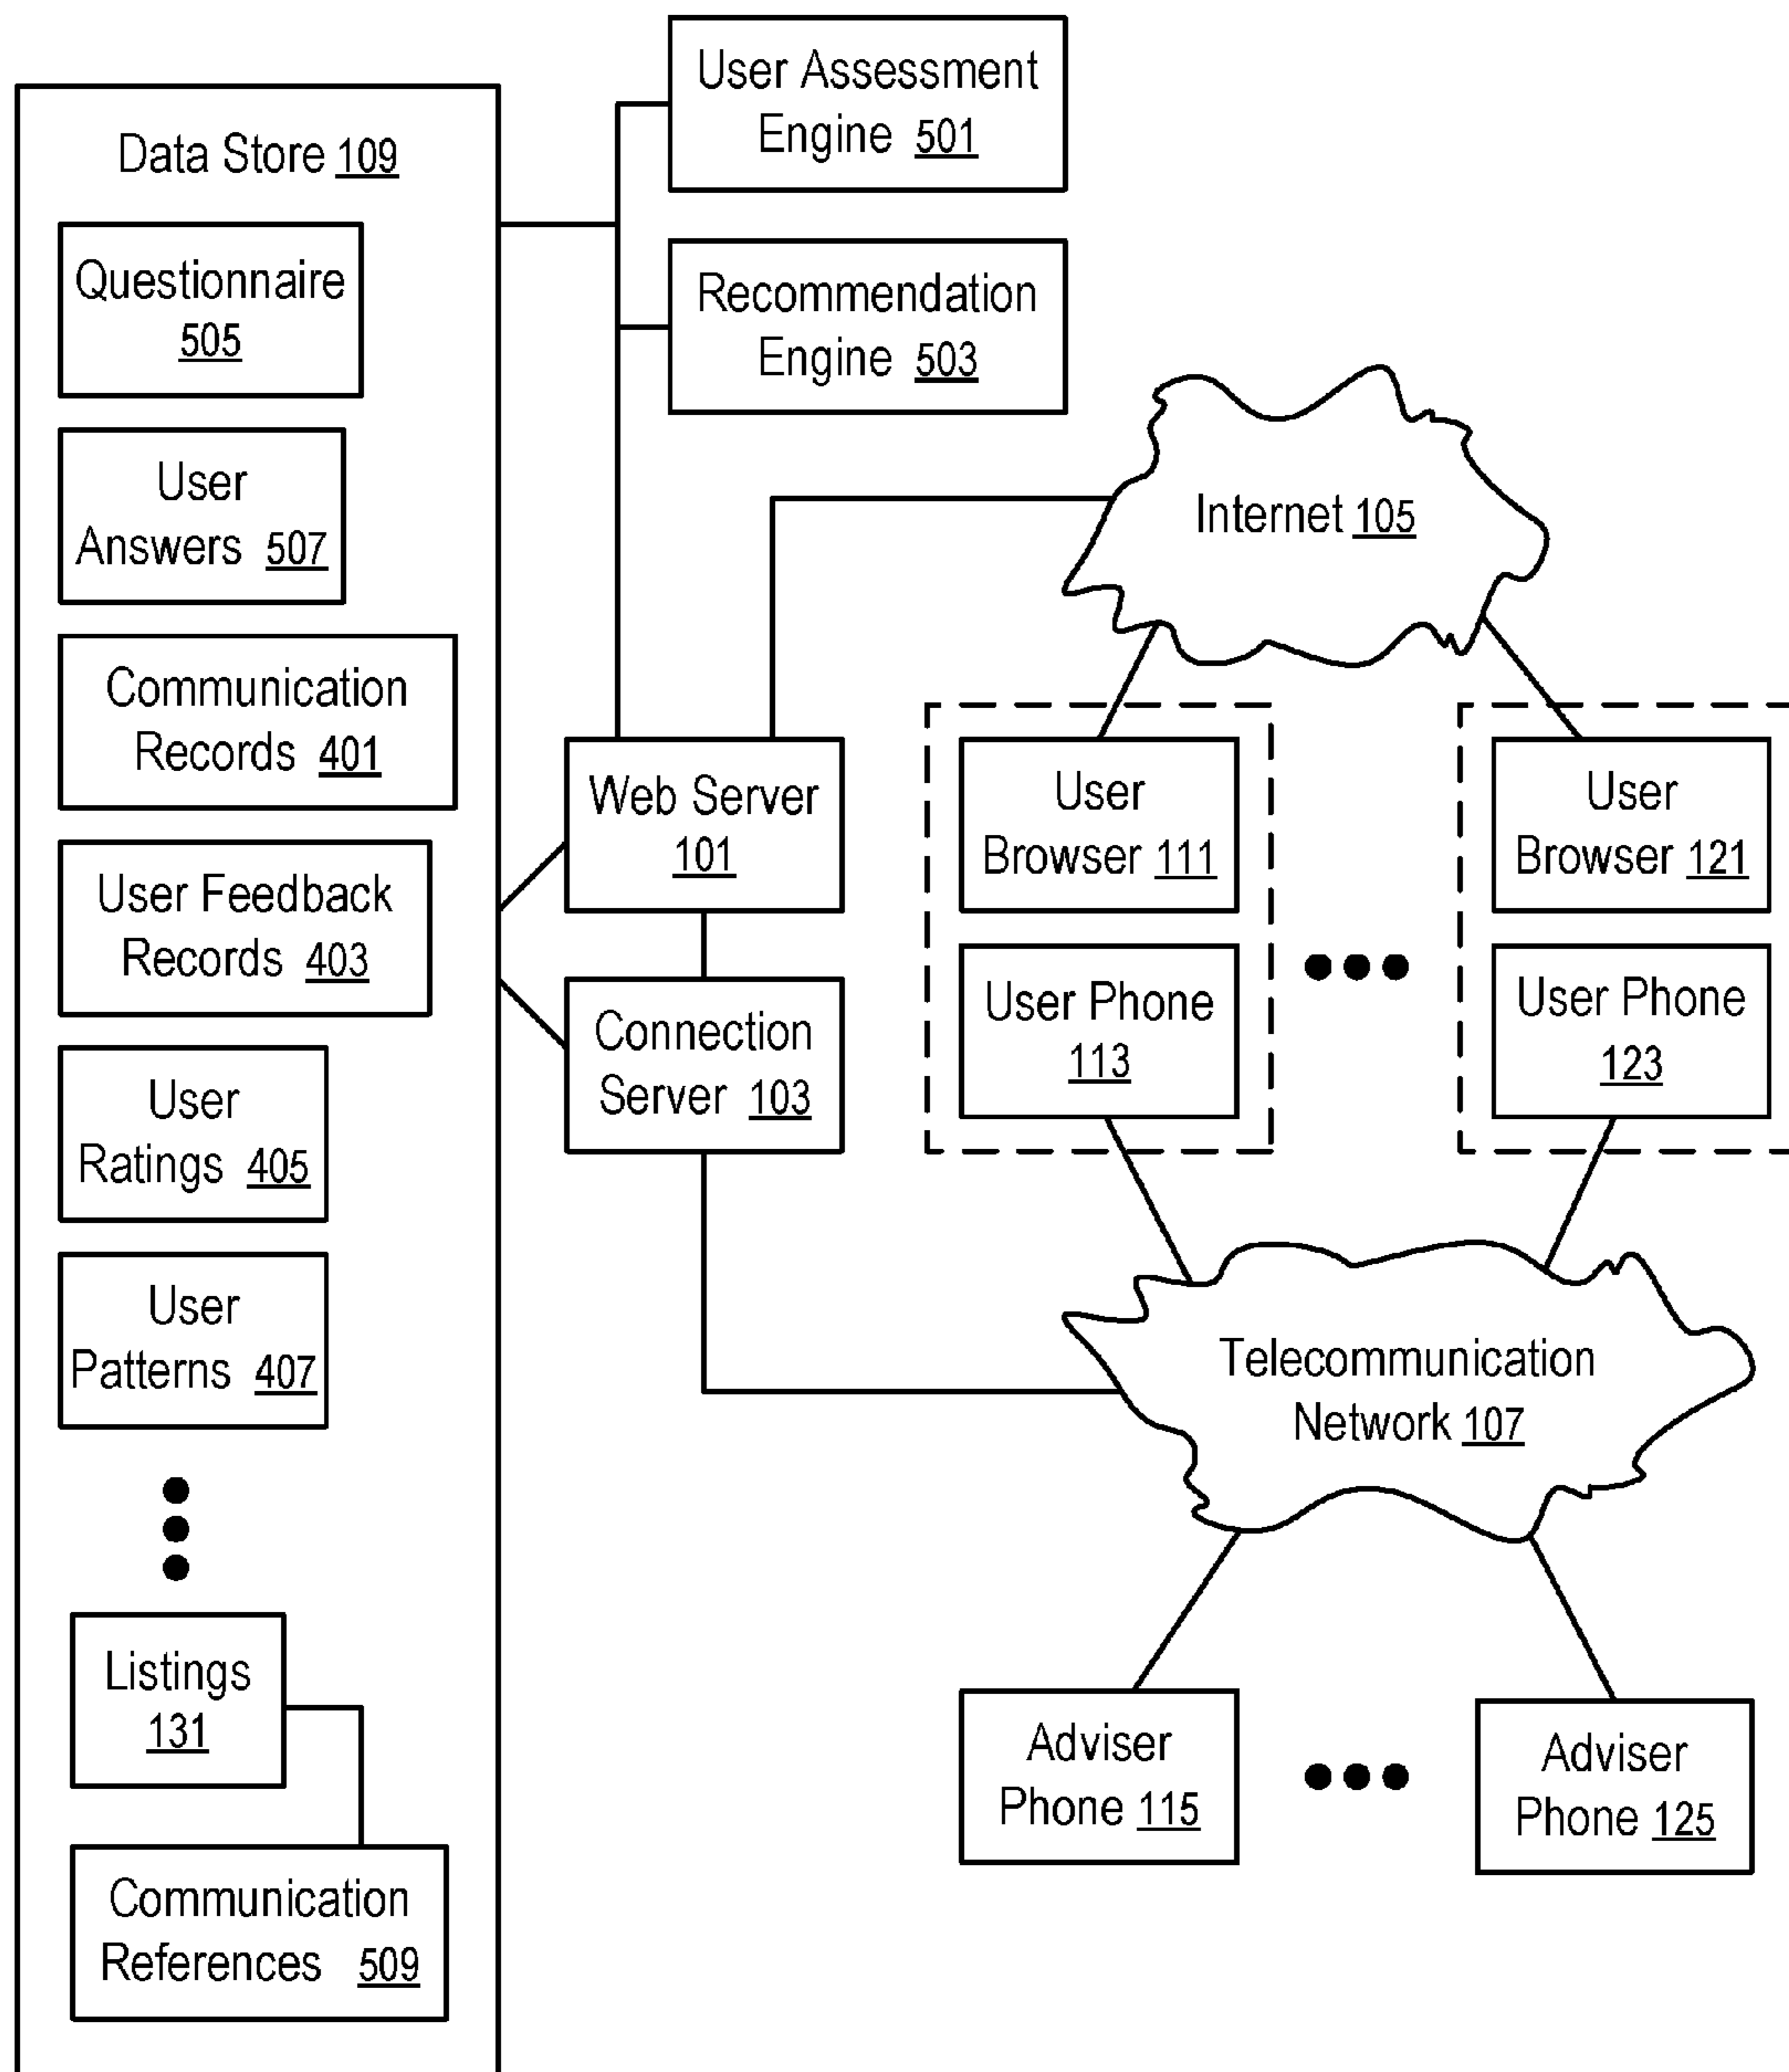 Data Store 109
Questionnaire
505
User
Answers 507
Communication
Records 401
User Feedback
Records 403
User
Ratings 405
User
Patterns 407
Listings
131
Communication
References 509
User Assessment
Engine 501
Recommendation
Engine 503
Web Server
101
Connection
Server 103
Internet 105
User
Browser 111
User Phone
113
User
Browser 121
User Phone
123
Telecommunication
Network 107
Adviser
Phone 115
Adviser
Phone 125